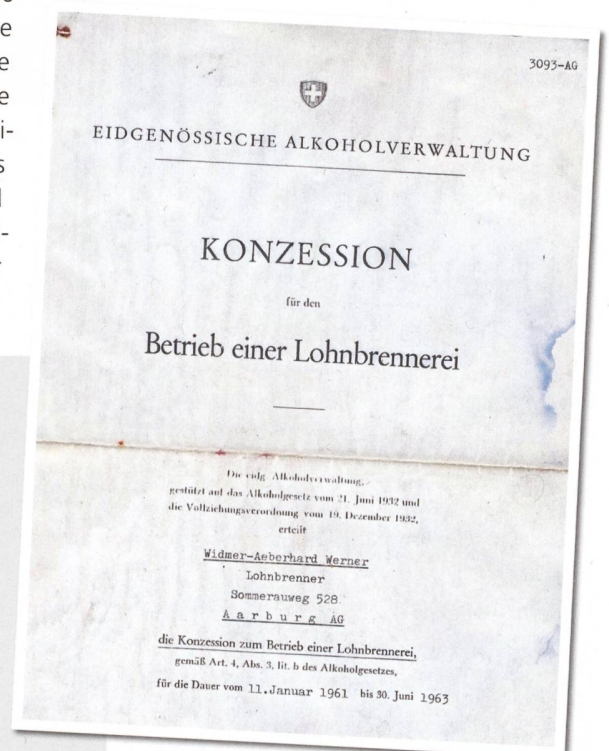 3093-AG
EIDGENÖSSISCHE ALKOHOLVERWALTUNG
KONZESSION
für den
Betrieb einer Lohnbrennerei
Die eidg. Alkoholverwaltung,
gestützt auf das Alkoholgesetz vom 21. Juni 1932 und
die Vollziehungsverordnung vom 19. Dezember 1932,
erteilt
Widmer-Aeberhard Werner
Lohnbrenner
Sommerauweg 528
Aarburg AG
die Konzession zum Betrieb einer Lohnbrennerei,
gemäß Art. 4, Abs. 3, lit. b des Alkoholgesetzes,
für die Dauer vom 11.Januar 1961 bis 30. Juni 1963